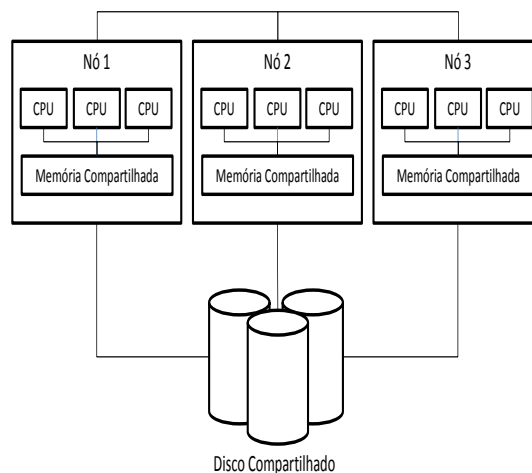 Nó 1 Nó 2 Nó 3
CPU CPU CPU CPU CPU CPU CPU CPU CPU
Memória Compartilhada Memória Compartilhada Memória Compartilhada
Disco Compartilhado